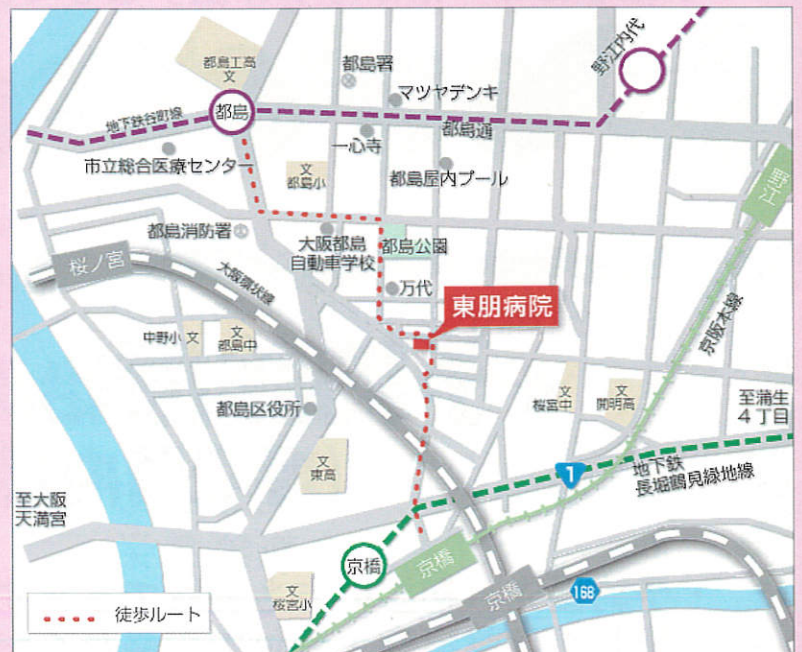 都島工高
文
都島署
マツヤデンキ
野江内代
都島
地下鉄谷町線
都島通
一心寺
市立総合医療センター
文
都島小
都島屋内プール
野江
都島消防署
大阪都島
自動車学校
都島公園
桜ノ宮
大阪環状線
万代
東朋病院
京阪本線
中野小 文
文
都島中
都島区役所
文
桜宮中
文
開明高
至蒲生
4丁目
文
東高
1
地下鉄
長堀鶴見緑地線
至大阪
天満宮
京橋
京橋
京橋
168
文
桜宮小
徒歩ルート